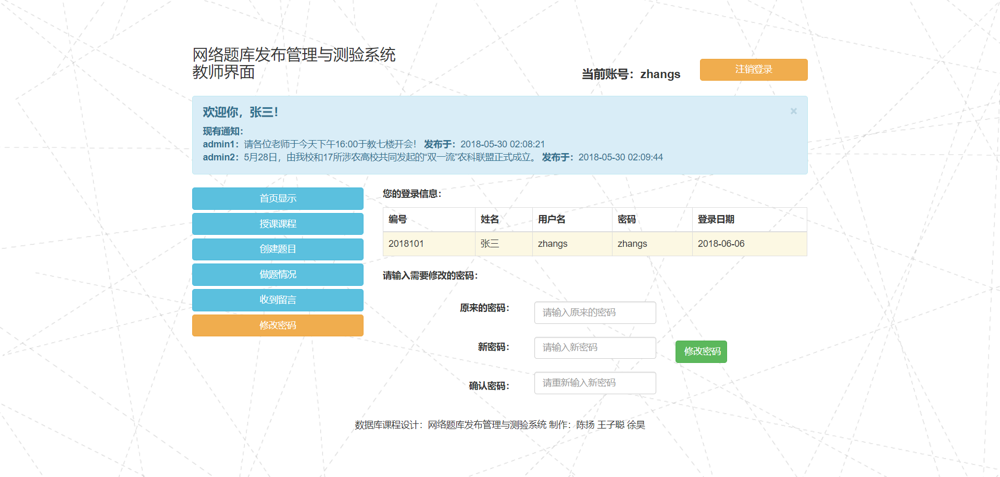 网络题库发布管理与测验系统
教师界面
当前账号：zhangs
注销登录
欢迎你，张三！
×
现有通知：
admin1：请各位老师于今天下午16:00于教七楼开会！ 发布于：2018-05-30 02:08:21
admin2：5月28日，由我校和17所涉农高校共同发起的“双一流”农科联盟正式成立。 发布于：2018-05-30 02:09:44
首页显示
授课课程
创建题目
做题情况
收到留言
修改密码
您的登录信息：
编号 姓名 用户名 密码 登录日期
2018101 张三 zhangs zhangs 2018-06-06
请输入需要修改的密码：
原来的密码： 请输入原来的密码
新密码： 请输入新密码
修改密码
确认密码： 请重新输入新密码
数据库课程设计：网络题库发布管理与测验系统 制作：陈扬 王子聪 徐昊